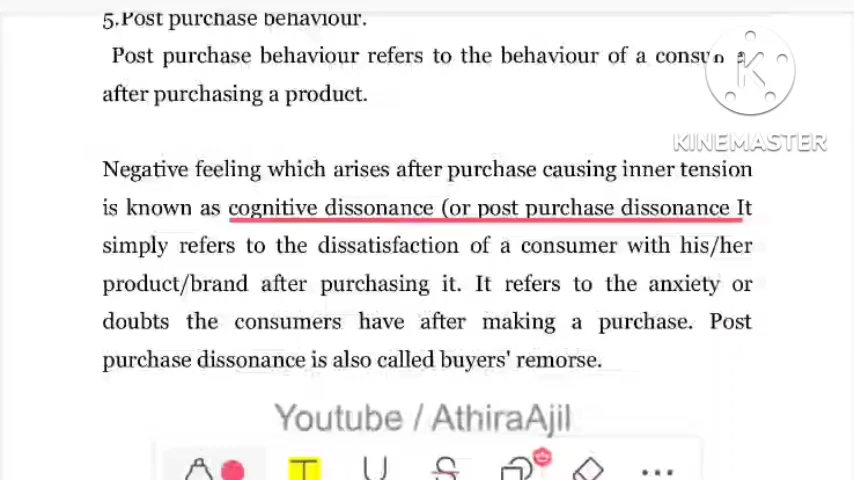 5.Post purchase behaviour.
Post purchase behaviour refers to the behaviour of a
after purchasing a product.
KINEMASTER
Negative feeling which arises after purchase causing inner tension
is known as cognitive dissonance (or post purchase dissonance It
simply refers to the dissatisfaction of a consumer with his/her
product/brand after purchasing it. It refers to the anxiety or
doubts the consumers have after making a purchase. Post
purchase dissonance is also called buyers' remorse.
Youtube / AthiraAjil
T U S